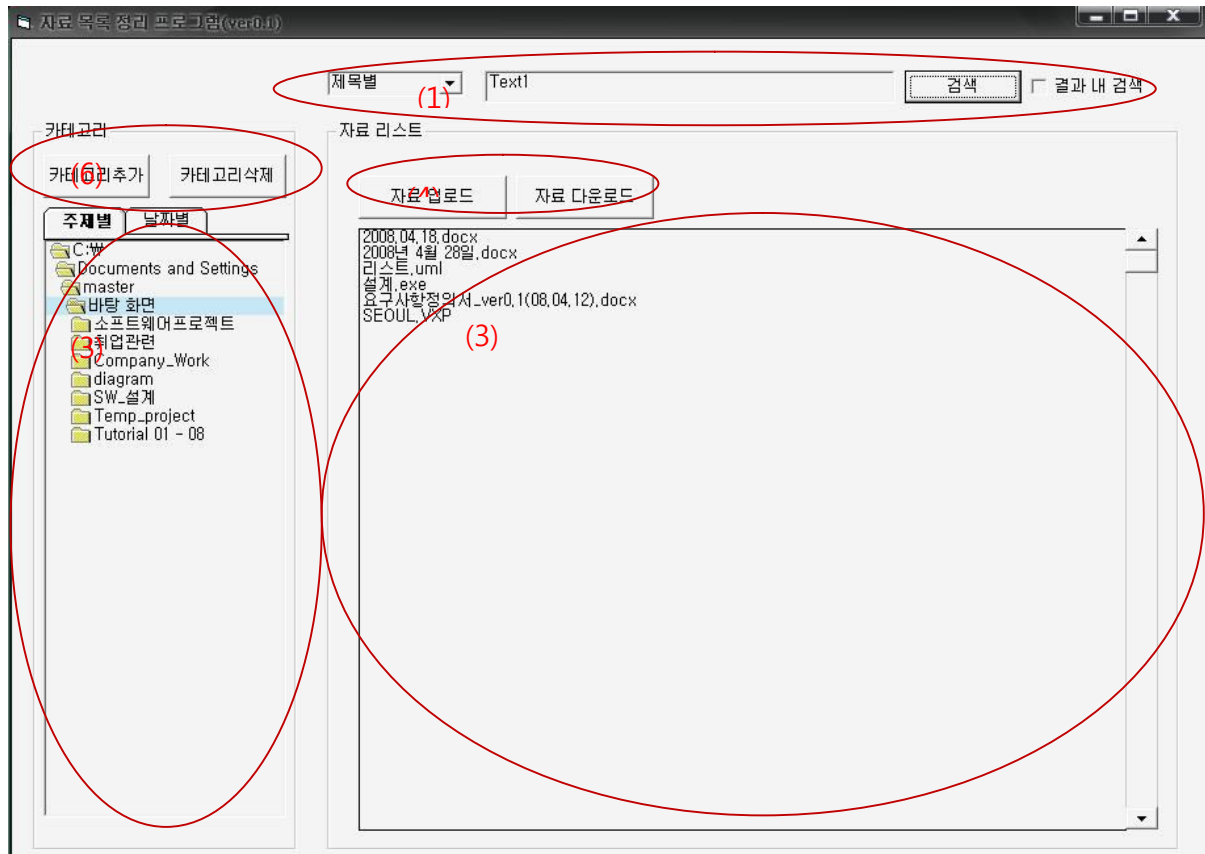 자료 목록 정리 프로그램(ver0.1)
제목별 Text1 검색 결과 내 검색
(1)
카테고리
자료 리스트
카테고리추가 카테고리삭제
(6)
자료 업로드 자료 다운로드
주제별 날짜별
C:₩
Documents and Settings
master
바탕 화면
소프트웨어프로젝트
취업관련
(3)
Company_Work
diagram
SW_설계
Temp_project
Tutorial 01 - 08
2008.04.18.docx
2008년 4월 28일.docx
리스트.uml
설계.exe
요구사항정의서_ver0.1(08.04.12).docx
SEOUL.VXP
(3)